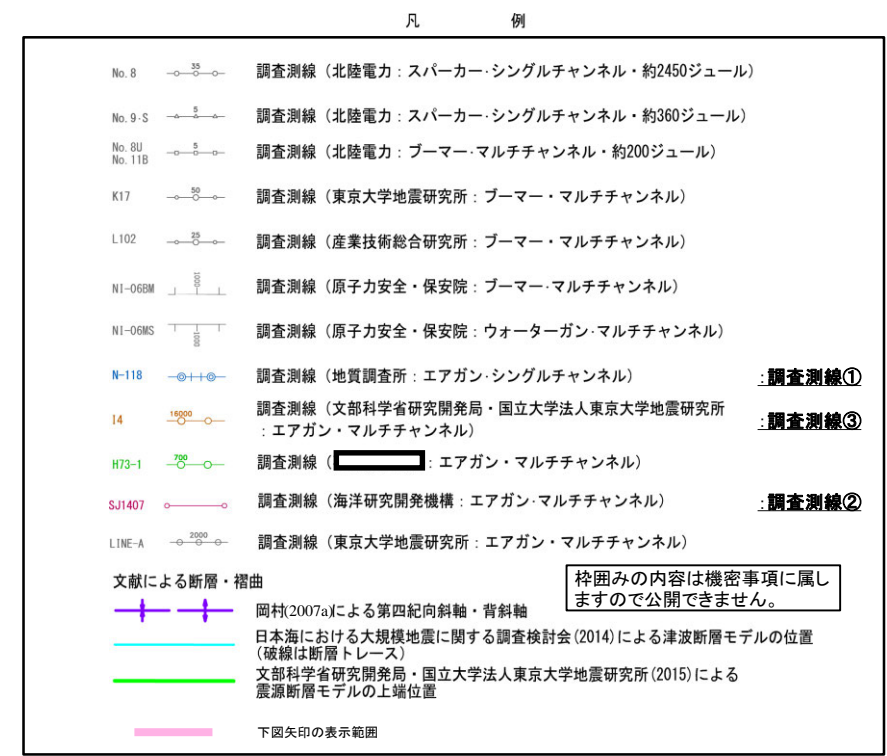 凡 例
No.8 35 調査測線（北陸電力：スパーカー・シングルチャンネル・約2450ジュール）
No.9-S 5 調査測線（北陸電力：スパーカー・シングルチャンネル・約360ジュール）
No.8U
No.11B 5 調査測線（北陸電力：ブーマー・マルチチャンネル・約200ジュール）
K17 50 調査測線（東京大学地震研究所：ブーマー・マルチチャンネル）
L102 25 調査測線（産業技術総合研究所：ブーマー・マルチチャンネル）
NI-06BM 1000 調査測線（原子力安全・保安院：ブーマー・マルチチャンネル）
NI-06MS 1000 調査測線（原子力安全・保安院：ウォーターガン・マルチチャンネル）
N-118 調査測線（地質調査所：エアガン・シングルチャンネル） ：調査測線①
I4 16000 調査測線（文部科学省研究開発局・国立大学法人東京大学地震研究所
：エアガン・マルチチャンネル） ：調査測線③
H73-1 700 調査測線（ ：エアガン・マルチチャンネル）
SJ1407 調査測線（海洋研究開発機構：エアガン・マルチチャンネル） ：調査測線②
LINE-A 2000 調査測線（東京大学地震研究所：エアガン・マルチチャンネル）
枠囲みの内容は機密事項に属し
ますので公開できません。
文献による断層・褶曲
岡村(2007a)による第四紀向斜軸・背斜軸
日本海における大規模地震に関する調査検討会(2014)による津波断層モデルの位置
(破線は断層トレース)
文部科学省研究開発局・国立大学法人東京大学地震研究所(2015)による
震源断層モデルの上端位置
下図矢印の表示範囲